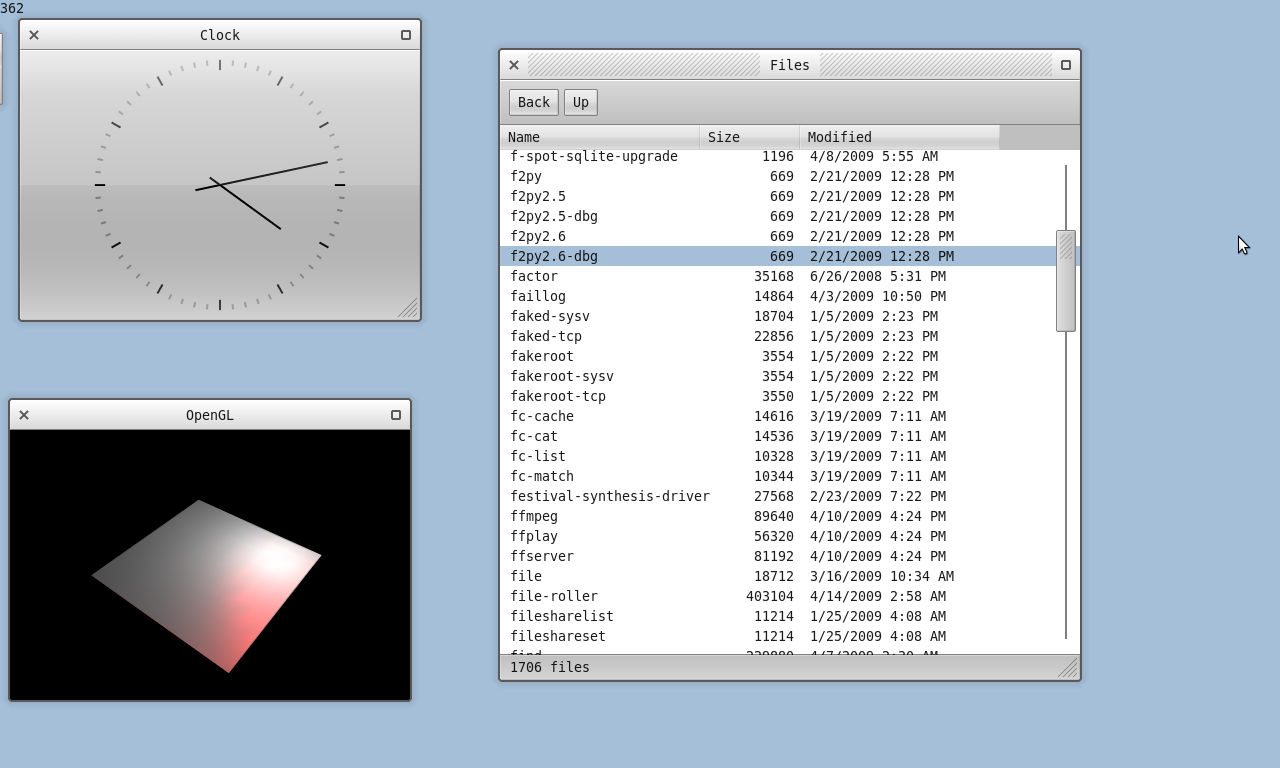 362
Clock
Files
Back Up
Name Size Modified
f-spot-sqlite-upgrade 1196 4/8/2009 5:55 AM
f2py 669 2/21/2009 12:28 PM
f2py2.5 669 2/21/2009 12:28 PM
f2py2.5-dbg 669 2/21/2009 12:28 PM
f2py2.6 669 2/21/2009 12:28 PM
f2py2.6-dbg 669 2/21/2009 12:28 PM
factor 35168 6/26/2008 5:31 PM
faillog 14864 4/3/2009 10:50 PM
faked-sysv 18704 1/5/2009 2:23 PM
faked-tcp 22856 1/5/2009 2:23 PM
fakeroot 3554 1/5/2009 2:22 PM
fakeroot-sysv 3554 1/5/2009 2:22 PM
fakeroot-tcp 3550 1/5/2009 2:22 PM
fc-cache 14616 3/19/2009 7:11 AM
fc-cat 14536 3/19/2009 7:11 AM
fc-list 10328 3/19/2009 7:11 AM
fc-match 10344 3/19/2009 7:11 AM
festival-synthesis-driver 27568 2/23/2009 7:22 PM
ffmpeg 89640 4/10/2009 4:24 PM
ffplay 56320 4/10/2009 4:24 PM
ffserver 81192 4/10/2009 4:24 PM
file 18712 3/16/2009 10:34 AM
file-roller 403104 4/14/2009 2:58 AM
filesharelist 11214 1/25/2009 4:08 AM
fileshareset 11214 1/25/2009 4:08 AM
1706 files
OpenGL